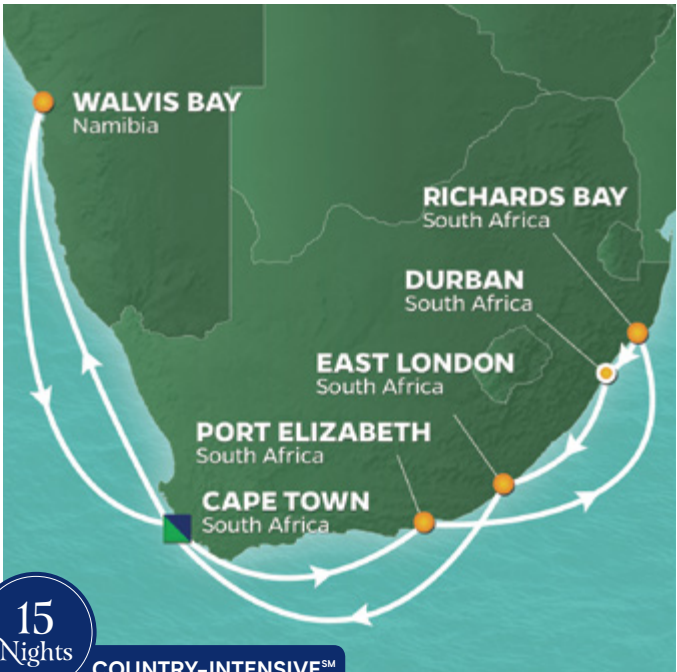 WALVIS BAY
Namibia
RICHARDS BAY
South Africa
DURBAN
South Africa
EAST LONDON
South Africa
PORT ELIZABETH
South Africa
CAPE TOWN
South Africa
15
Nights
COUNTRY-INTENSIVE℠